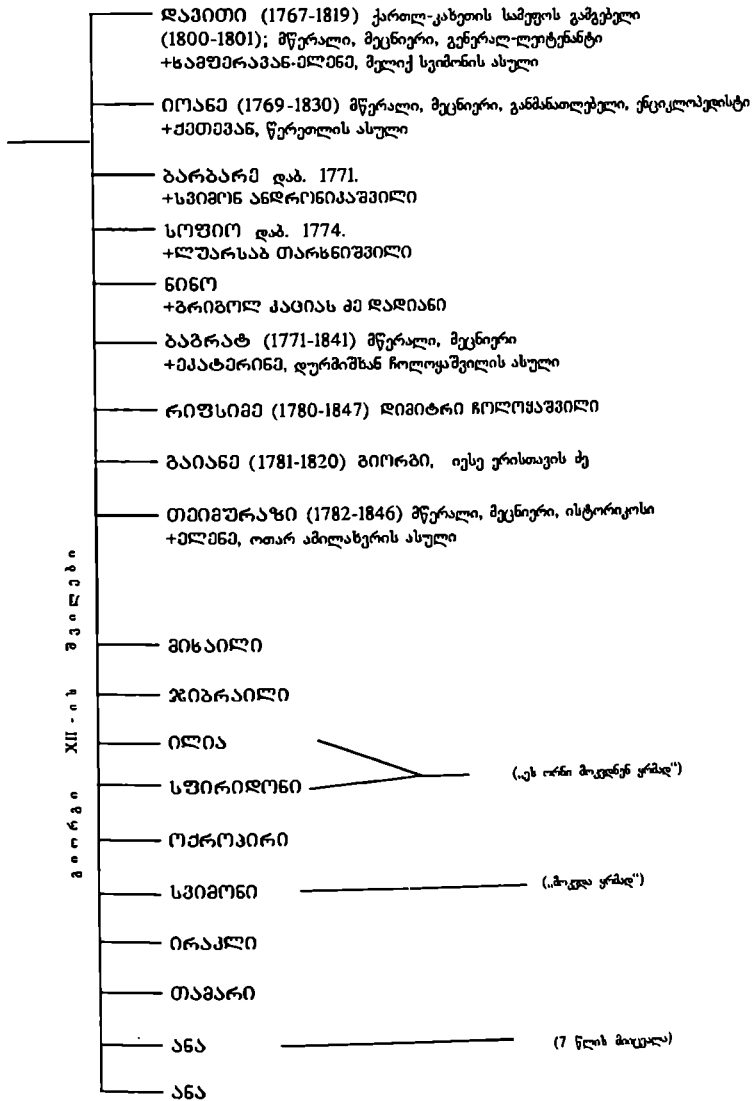 დავითი (1767-1819) ქართლ-კახეთის სამეფოს გამგებელი
(1800-1801); მწერალი, მეცნიერი, გენერალ-ლეიტენანტი
+ხამფერავან-ელენე, მელიქ სვიმონის ასული
იოანე (1769-1830) მწერალი, მეცნიერი, განმანათლებელი, ენციკლოპედისტი
+ქეთევან, წერეთლის ასული
ბარბარე დაბ. 1771.
+სვიმონ ანდრონიკაშვილი
სოფიო დაბ. 1774.
+ლუარსაბ თარხნიშვილი
ნინო
+გრიგოლ კაციას ძე დადიანი
ბაგრატ (1771-1841) მწერალი, მეცნიერი
+ეკატერინე, დურმიშხან ჩოლოყაშვილის ასული
რიფსიმე (1780-1847) დიმიტრი ჩოლოყაშვილი
გაიანე (1781-1820) გიორგი, იესე ერისთავის ძე
თეიმურაზი (1782-1846) მწერალი, მეცნიერი, ისტორიკოსი
+ელენე, ოთარ ამილახვრის ასული
მიხაილი
ჯიბრაილი
ილია
სფირიდონი
(„ეს ორნი მოკვდნენ ყრმად“)
ოქროპირი
სვიმონი
(„მოკვდა ყრმად“)
ირაკლი
თამარი
ანა
(7 წლის მიიცვალა)
ანა
გიორგი XII-ის შვილები